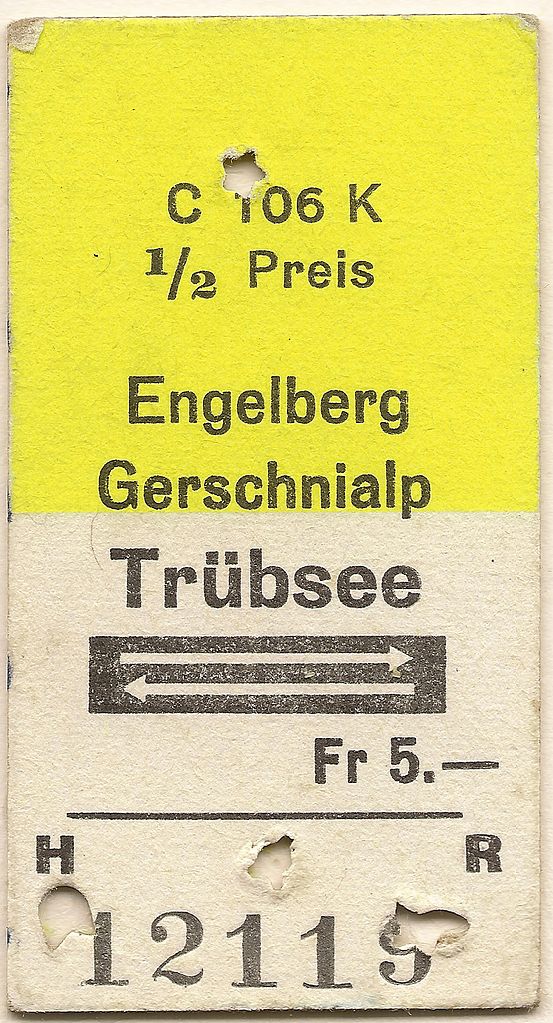 C 106 K
1/2 Preis
Engelberg
Gerschnialp
Trübsee
Fr 5.—
H R
12119